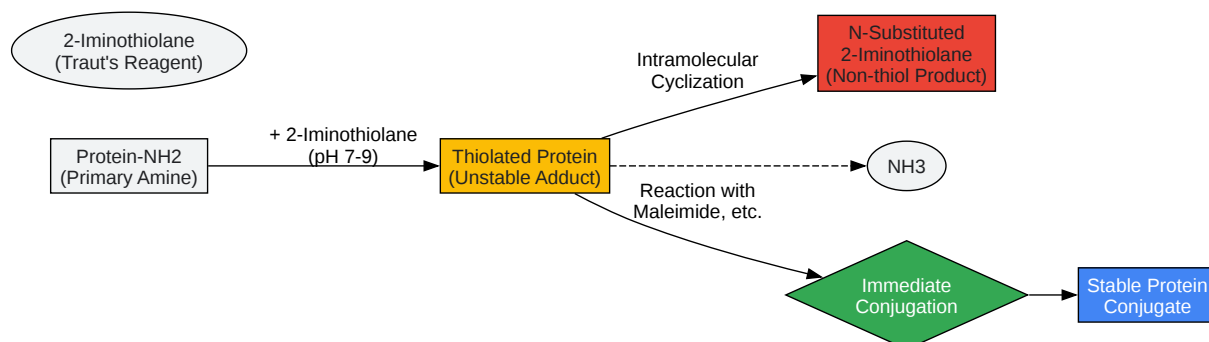 2-Iminothiolane
(Traut's Reagent)
Protein-NH2
(Primary Amine)
+ 2-Iminothiolane
(pH 7-9)
Thiolated Protein
(Unstable Adduct)
Intramolecular
Cyclization
N-Substituted
2-Iminothiolane
(Non-thiol Product)
NH3
Reaction with
Maleimide, etc.
Immediate
Conjugation
Stable Protein
Conjugate